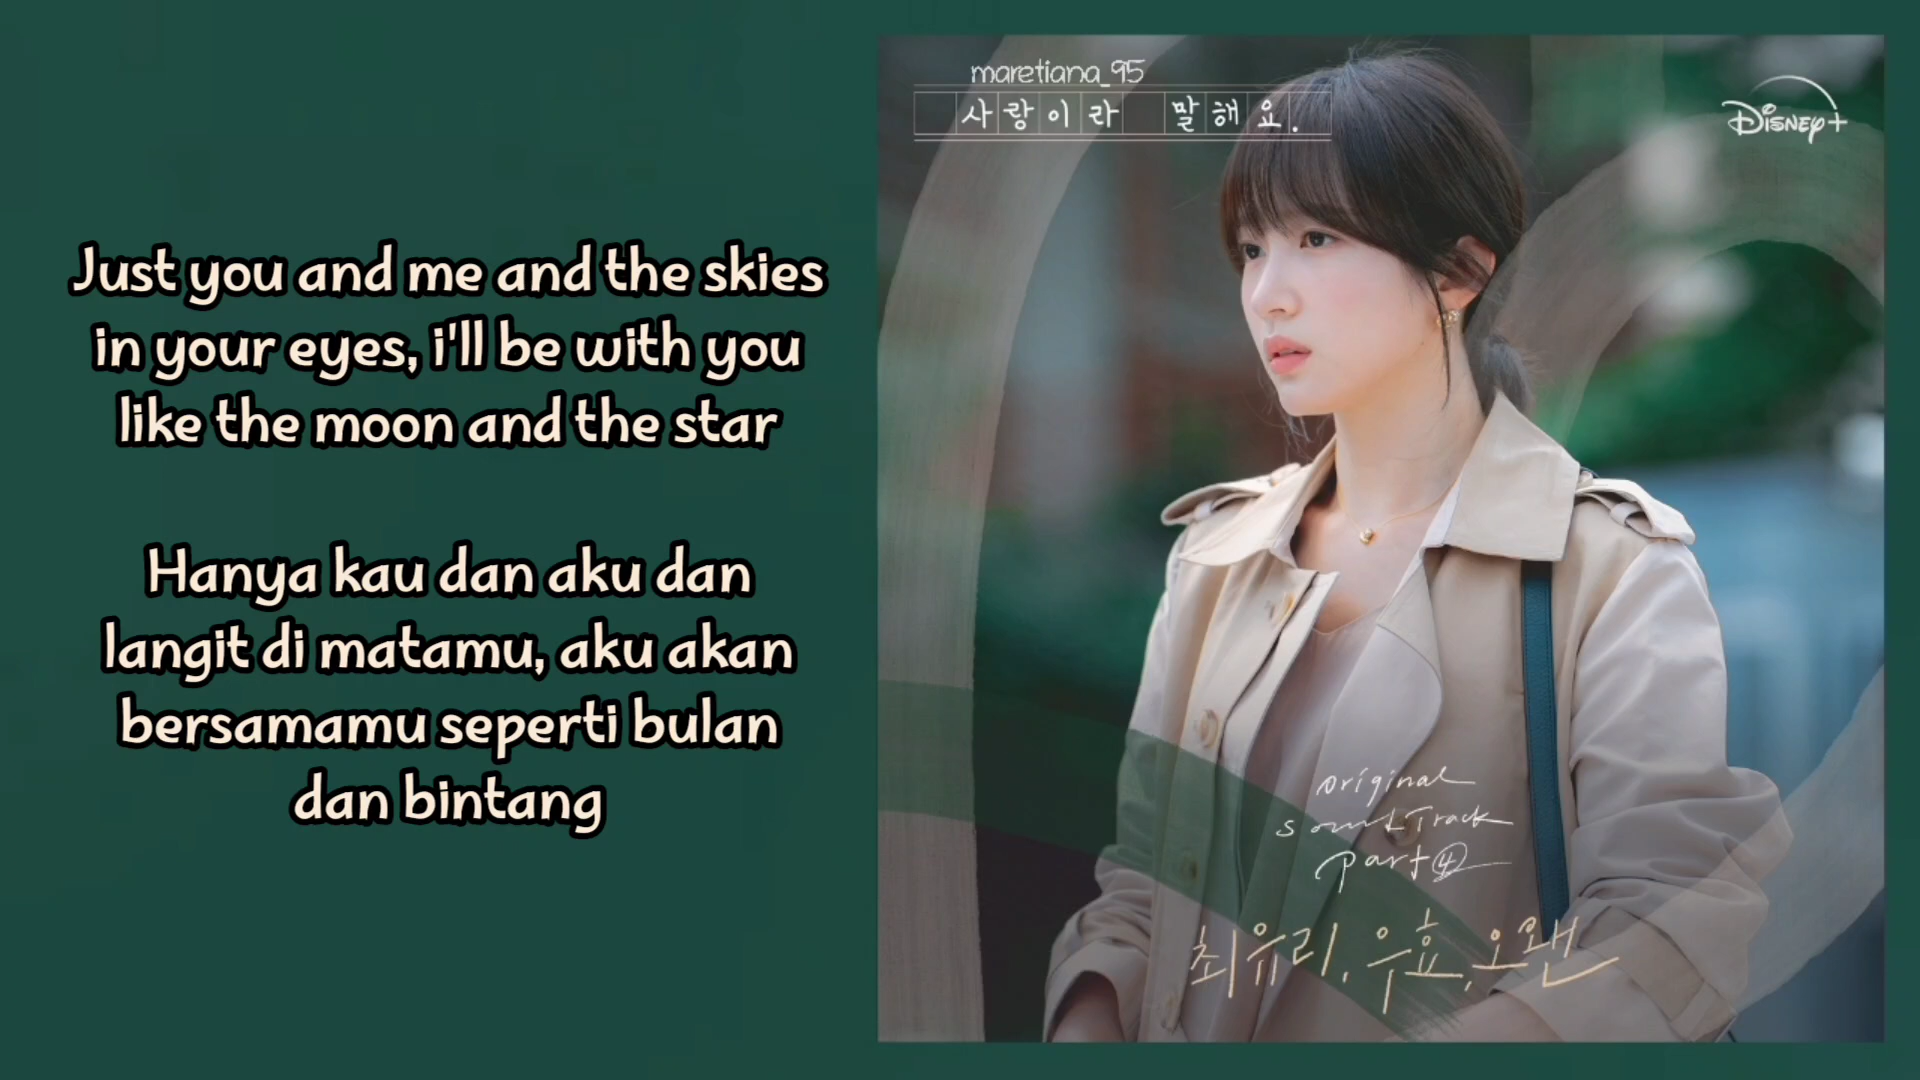 Just you and me and the skies
in your eyes, i'll be with you
like the moon and the star
Hanya kau dan aku dan
langit di matamu, aku akan
bersamamu seperti bulan
dan bintang
maretiana_95
사랑이라 말해요.
Disney+
original
soundTrack
part④
최유리, 우효, 오왠